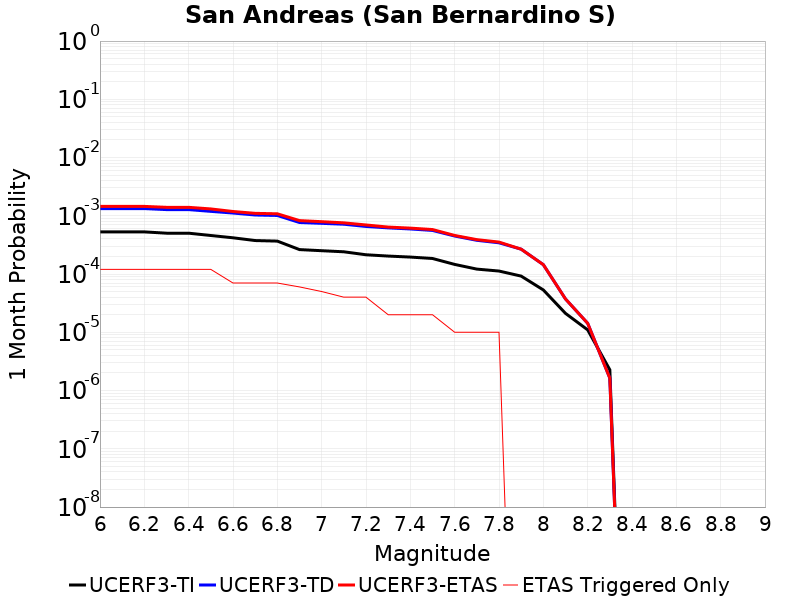 San Andreas (San Bernardino S)
10^0
10^-1
10^-2
10^-3
10^-4
10^-5
10^-6
10^-7
10^-8
1 Month Probability
6 6.2 6.4 6.6 6.8 7 7.2 7.4 7.6 7.8 8 8.2 8.4 8.6 8.8 9
Magnitude
UCERF3-TI UCERF3-TD UCERF3-ETAS ETAS Triggered Only